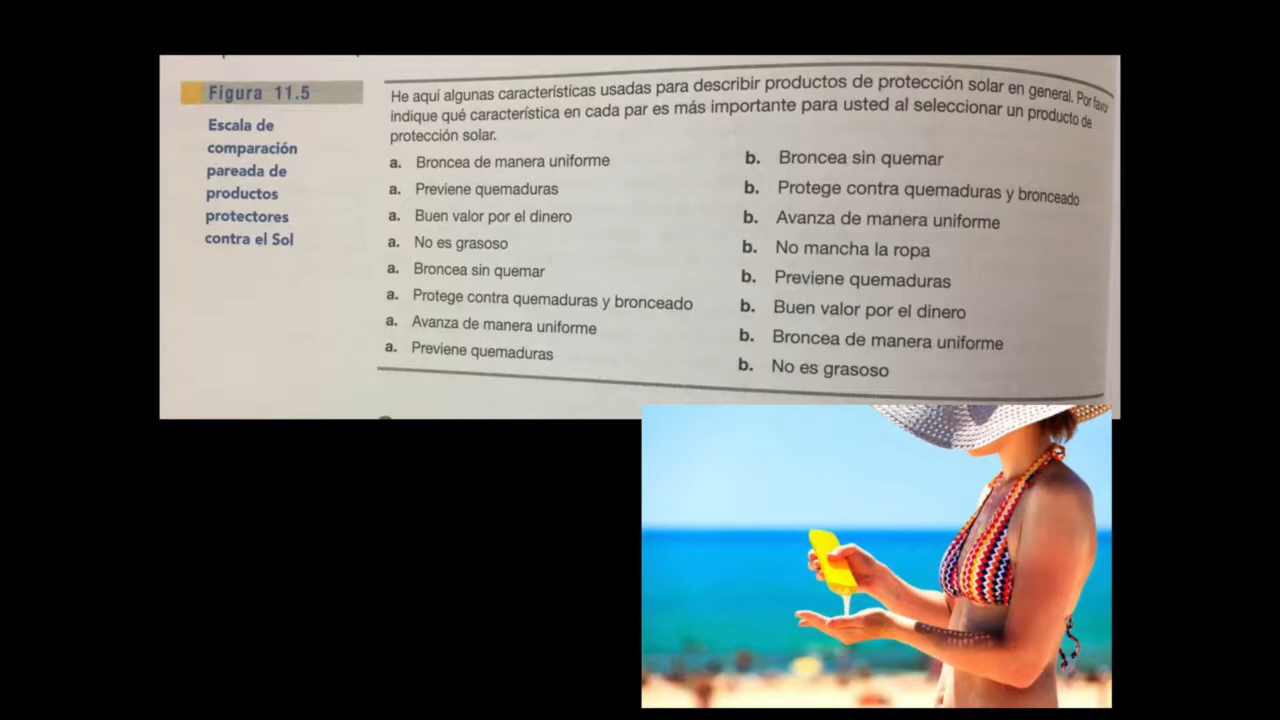 Figura 11.5
Escala de
comparación
pareada de
productos
protectores
contra el Sol
He aquí algunas características usadas para describir productos de protección solar en general. Por favor
indique qué característica en cada par es más importante para usted al seleccionar un producto de
protección solar.
a. Broncea de manera uniforme b. Broncea sin quemar
a. Previene quemaduras b. Protege contra quemaduras y bronceado
a. Buen valor por el dinero b. Avanza de manera uniforme
a. No es grasoso b. No mancha la ropa
a. Broncea sin quemar b. Previene quemaduras
a. Protege contra quemaduras y bronceado b. Buen valor por el dinero
a. Avanza de manera uniforme b. Broncea de manera uniforme
a. Previene quemaduras b. No es grasoso